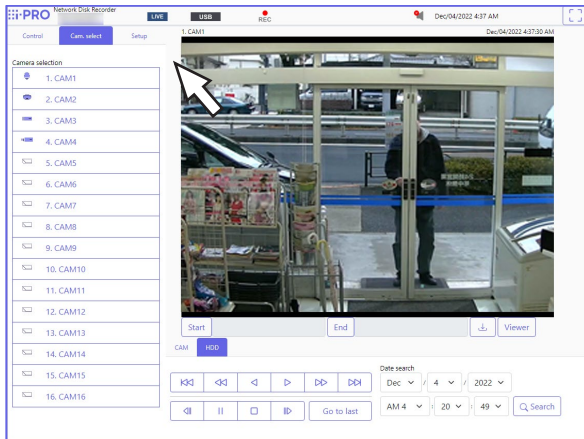 i-PRO Network Disk Recorder LIVE USB REC Dec/04/2022 4:37 AM
Control Cam. select Setup
1. CAM1 Dec/04/2022 4:37:30 AM
Camera selection
1. CAM1
2. CAM2
3. CAM3
4. CAM4
5. CAM5
6. CAM6
7. CAM7
8. CAM8
9. CAM9
10. CAM10
11. CAM11
12. CAM12
13. CAM13
14. CAM14
15. CAM15
16. CAM16
Start End Viewer
CAM HDD
Date search
Dec / 4 / 2022
Go to last
AM 4 : 20 : 49 Search